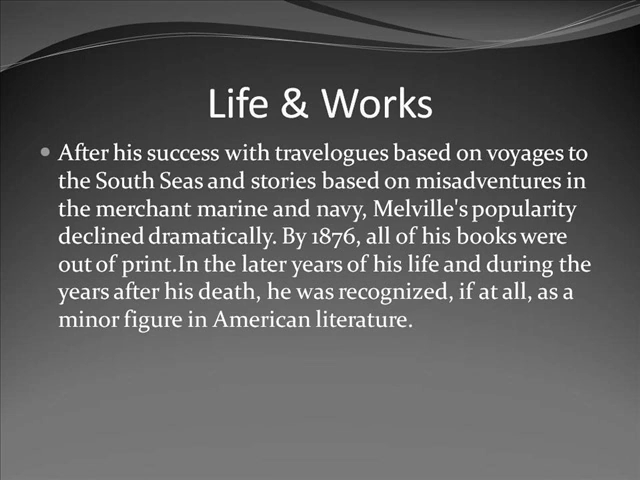 Life & Works
After his success with travelogues based on voyages to
the South Seas and stories based on misadventures in
the merchant marine and navy, Melville's popularity
declined dramatically. By 1876, all of his books were
out of print.In the later years of his life and during the
years after his death, he was recognized, if at all, as a
minor figure in American literature.